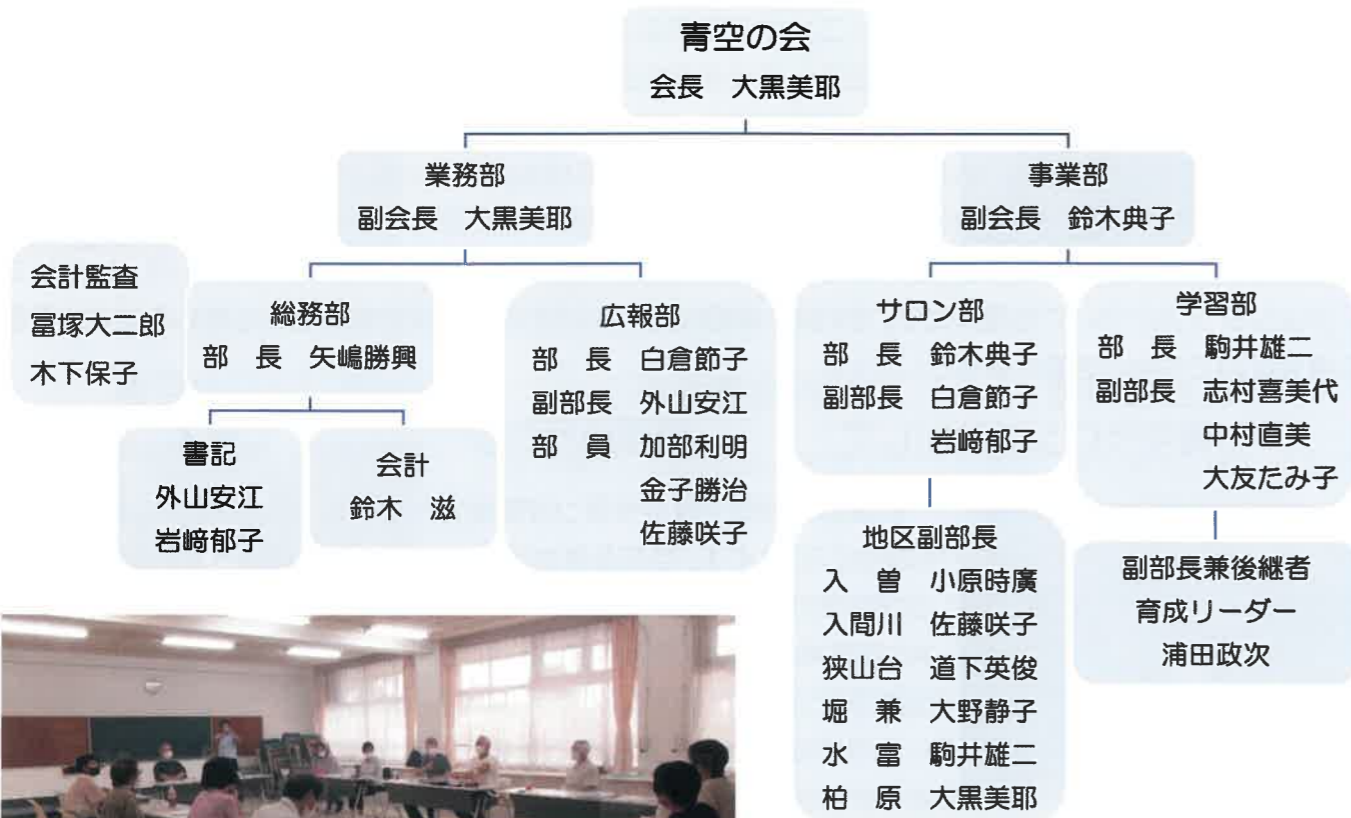 青空の会
会長 大黒美耶
業務部
副会長 大黒美耶
事業部
副会長 鈴木典子
会計監査
冨塚大二郎
木下保子
総務部
部 長 矢嶋勝興
書記
外山安江
岩﨑郁子
会計
鈴木 滋
広報部
部 長 白倉節子
副部長 外山安江
部 員 加部利明
金子勝治
佐藤咲子
サロン部
部 長 鈴木典子
副部長 白倉節子
岩﨑郁子
地区副部長
入 曽 小原時廣
入間川 佐藤咲子
狭山台 道下英俊
堀 兼 大野静子
水 富 駒井雄二
柏 原 大黒美耶
学習部
部 長 駒井雄二
副部長 志村喜美代
中村直美
大友たみ子
副部長兼後継者
育成リーダー
浦田政次